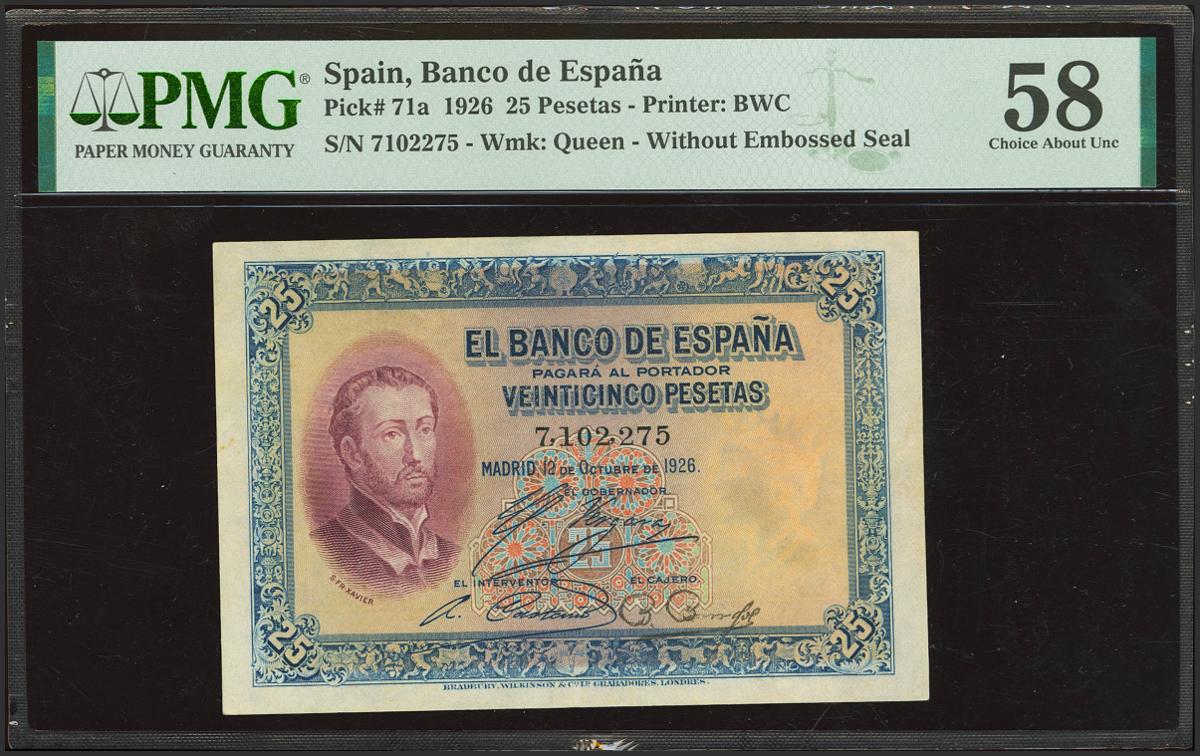 PMG®
PAPER MONEY GUARANTY
Spain, Banco de España
Pick# 71a 1926 25 Pesetas - Printer: BWC
S/N 7102275 - Wmk: Queen - Without Embossed Seal
58
Choice About Unc
25
25
EL BANCO DE ESPAÑA
PAGARÁ AL PORTADOR
VEINTICINCO PESETAS
7,102,275
MADRID, 12 DE OCTUBRE DE 1926.
EL GOBERNADOR
25
EL INTERVENTOR
EL CAJERO
S. FR. XAVIER
25
25
BRADBURY, WILKINSON & Cº Lᴰ GRABADORES, LONDRES.